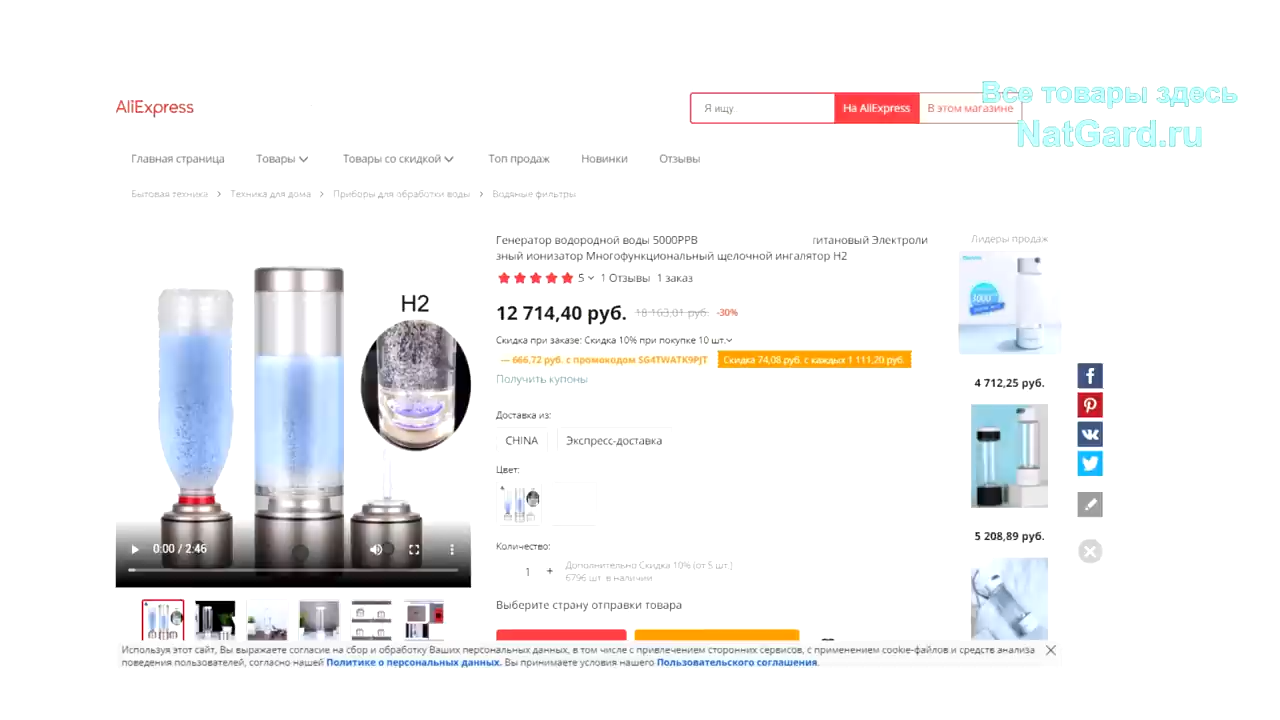 Все товары здесь
NatGard.ru
AliExpress
Я ищу..
На AliExpress
В этом магазине
Главная страница Товары Товары со скидкой Топ продаж Новинки Отзывы
Бытовая техника > Техника для дома > Приборы для обработки воды > Водяные фильтры
Генератор водородной воды 5000PPB титановый Электроли
зный ионизатор Многофункциональный щелочной ингалятор H2
5 1 Отзывы 1 заказ
12 714,40 руб. 18 163,01 руб. -30%
Скидка при заказе: Скидка 10% при покупке 10 шт.
— 666,72 руб. с промокодом SG4TWATK9PJT Скидка 74,08 руб. с каждых 1 111,20 руб.
Получить купоны
Доставка из:
CHINA Экспресс-доставка
Цвет:
Количество:
1 + Дополнительно Скидка 10% (от 5 шт.)
6796 шт. в наличии
Выберите страну отправки товара
H2
0:00 / 2:46
Лидеры продаж
3000
4 712,25 руб.
5 208,89 руб.
Используя этот сайт, Вы выражаете согласие на сбор и обработку Ваших персональных данных, в том числе с привлечением сторонних сервисов, с применением cookie-файлов и средств анализа
поведения пользователей, согласно нашей Политике о персональных данных. Вы принимаете условия нашего Пользовательского соглашения.